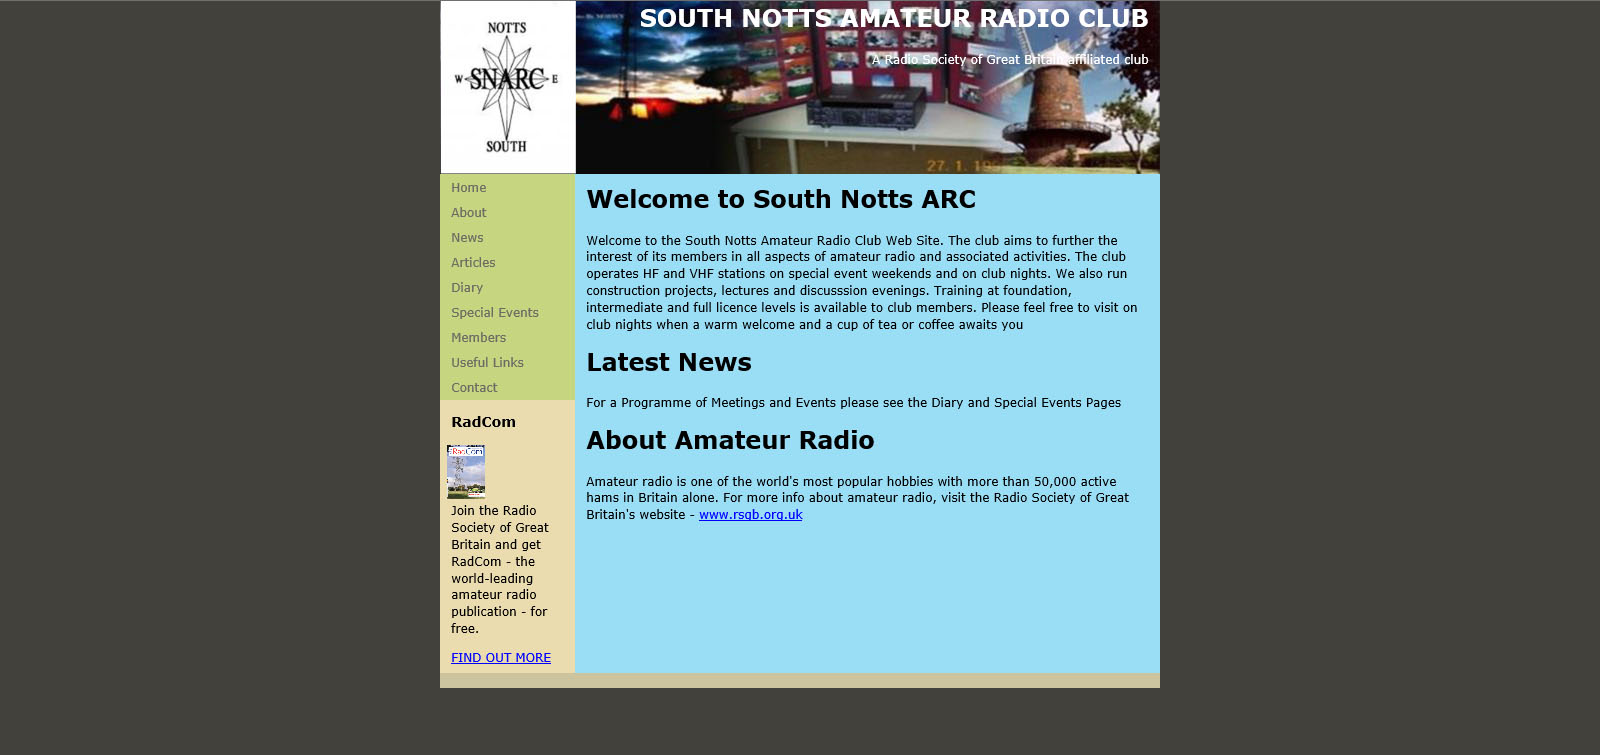 NOTTS
W SNARC E
SOUTH
SOUTH NOTTS AMATEUR RADIO CLUB
A Radio Society of Great Britain affiliated club
27. 1. 195
Home
About
News
Articles
Diary
Special Events
Members
Useful Links
Contact
RadCom
RadCom
Join the Radio
Society of Great
Britain and get
RadCom - the
world-leading
amateur radio
publication - for
free.
FIND OUT MORE
Welcome to South Notts ARC
Welcome to the South Notts Amateur Radio Club Web Site. The club aims to further the
interest of its members in all aspects of amateur radio and associated activities. The club
operates HF and VHF stations on special event weekends and on club nights. We also run
construction projects, lectures and discusssion evenings. Training at foundation,
intermediate and full licence levels is available to club members. Please feel free to visit on
club nights when a warm welcome and a cup of tea or coffee awaits you
Latest News
For a Programme of Meetings and Events please see the Diary and Special Events Pages
About Amateur Radio
Amateur radio is one of the world's most popular hobbies with more than 50,000 active
hams in Britain alone. For more info about amateur radio, visit the Radio Society of Great
Britain's website - www.rsgb.org.uk